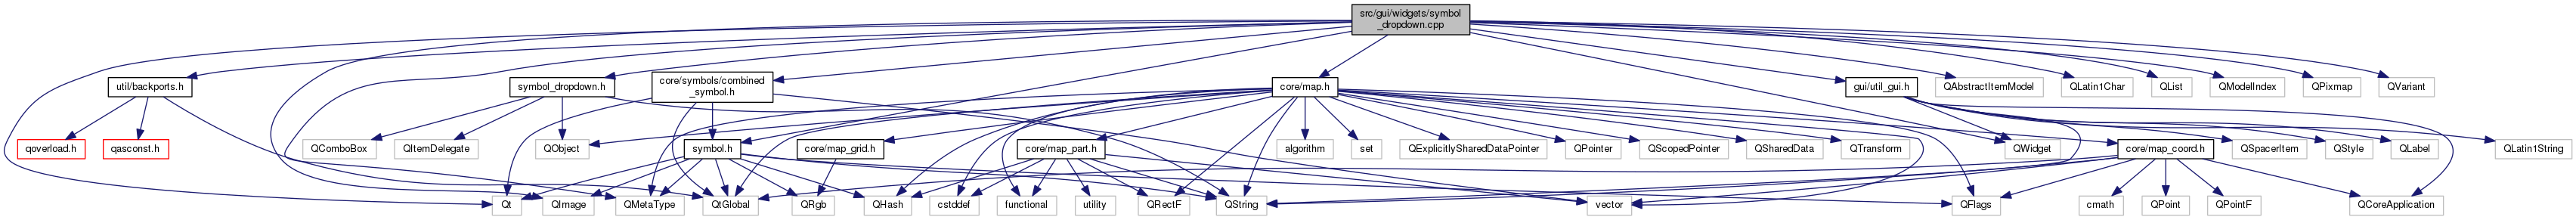 src/gui/widgets/symbol
_dropdown.cpp
util/backports.h
symbol_dropdown.h
core/symbols/combined
_symbol.h
core/map.h
gui/util_gui.h
QAbstractItemModel
QLatin1Char
QList
QModelIndex
QPixmap
QVariant
qoverload.h
qasconst.h
QComboBox
QItemDelegate
QObject
symbol.h
core/map_grid.h
core/map_part.h
algorithm
set
QExplicitlySharedDataPointer
QPointer
QScopedPointer
QSharedData
QTransform
QWidget
core/map_coord.h
QSpacerItem
QStyle
QLabel
QLatin1String
Qt
QImage
QMetaType
QtGlobal
QRgb
QHash
cstddef
functional
utility
QRectF
QString
vector
QFlags
cmath
QPoint
QPointF
QCoreApplication